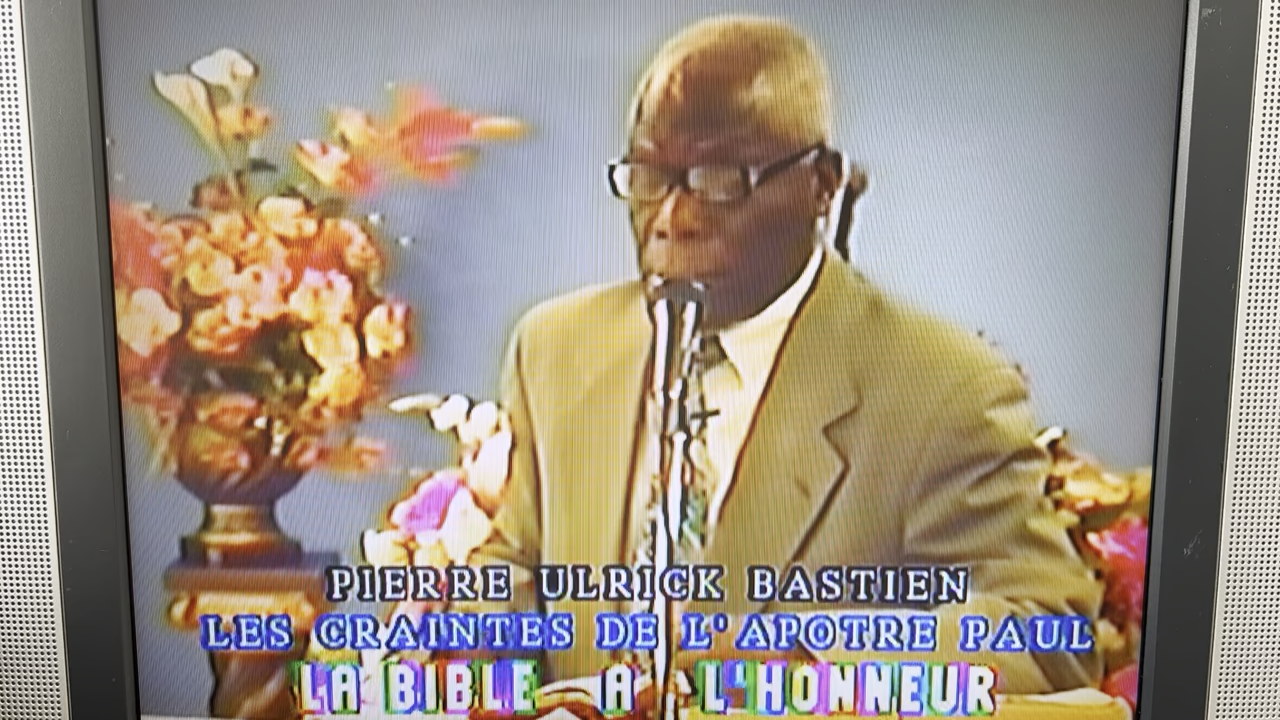 PIERRE ULRICK BASTIEN
LES CRAINTES DE L'APOTRE PAUL
LA BIBLE A L'HONNEUR